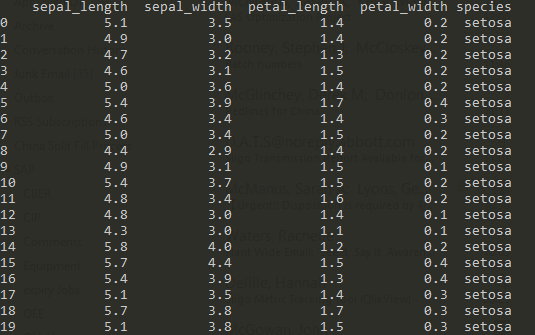 sepal_length sepal_width petal_length petal_width species
0 5.1 3.5 1.4 0.2 setosa
1 4.9 3.0 1.4 0.2 setosa
2 4.7 3.2 1.3 0.2 setosa
3 4.6 3.1 1.5 0.2 setosa
4 5.0 3.6 1.4 0.2 setosa
5 5.4 3.9 1.7 0.4 setosa
6 4.6 3.4 1.4 0.3 setosa
7 5.0 3.4 1.5 0.2 setosa
8 4.4 2.9 1.4 0.2 setosa
9 4.9 3.1 1.5 0.1 setosa
10 5.4 3.7 1.5 0.2 setosa
11 4.8 3.4 1.6 0.2 setosa
12 4.8 3.0 1.4 0.1 setosa
13 4.3 3.0 1.1 0.1 setosa
14 5.8 4.0 1.2 0.2 setosa
15 5.7 4.4 1.5 0.4 setosa
16 5.4 3.9 1.3 0.4 setosa
17 5.1 3.5 1.4 0.3 setosa
18 5.7 3.8 1.7 0.3 setosa
19 5.1 3.8 1.5 0.3 setosa